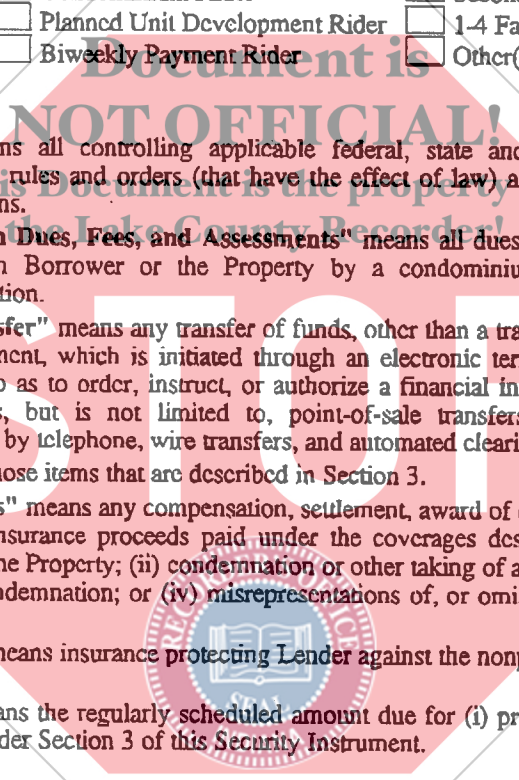 Planned Unit Development Rider 1-4 Fa
Biweekly Payment Rider Other(
Document is
NOT OFFICIAL!
ns all controlling applicable federal, state and
rules and orders (that have the effect of law) a
is Document is the property
ns.
the Lake County Recorder!
n Dues, Fees, and Assessments" means all dues
n Borrower or the Property by a condominiu
tion.
sfer" means any transfer of funds, other than a tra
ment, which is initiated through an electronic ter
o as to order, instruct, or authorize a financial in
s, but is not limited to, point-of-sale transfers
by telephone, wire transfers, and automated cleari
hose items that are described in Section 3.
STOP
s" means any compensation, settlement, award of
nsurance proceeds paid under the coverages des
he Property; (ii) condemnation or other taking of a
ndemnation; or (iv) misrepresentations of, or omi
RECORDER OF
SEAL
means insurance protecting Lender against the nonp
ans the regularly scheduled amount due for (i) pr
der Section 3 of this Security Instrument.